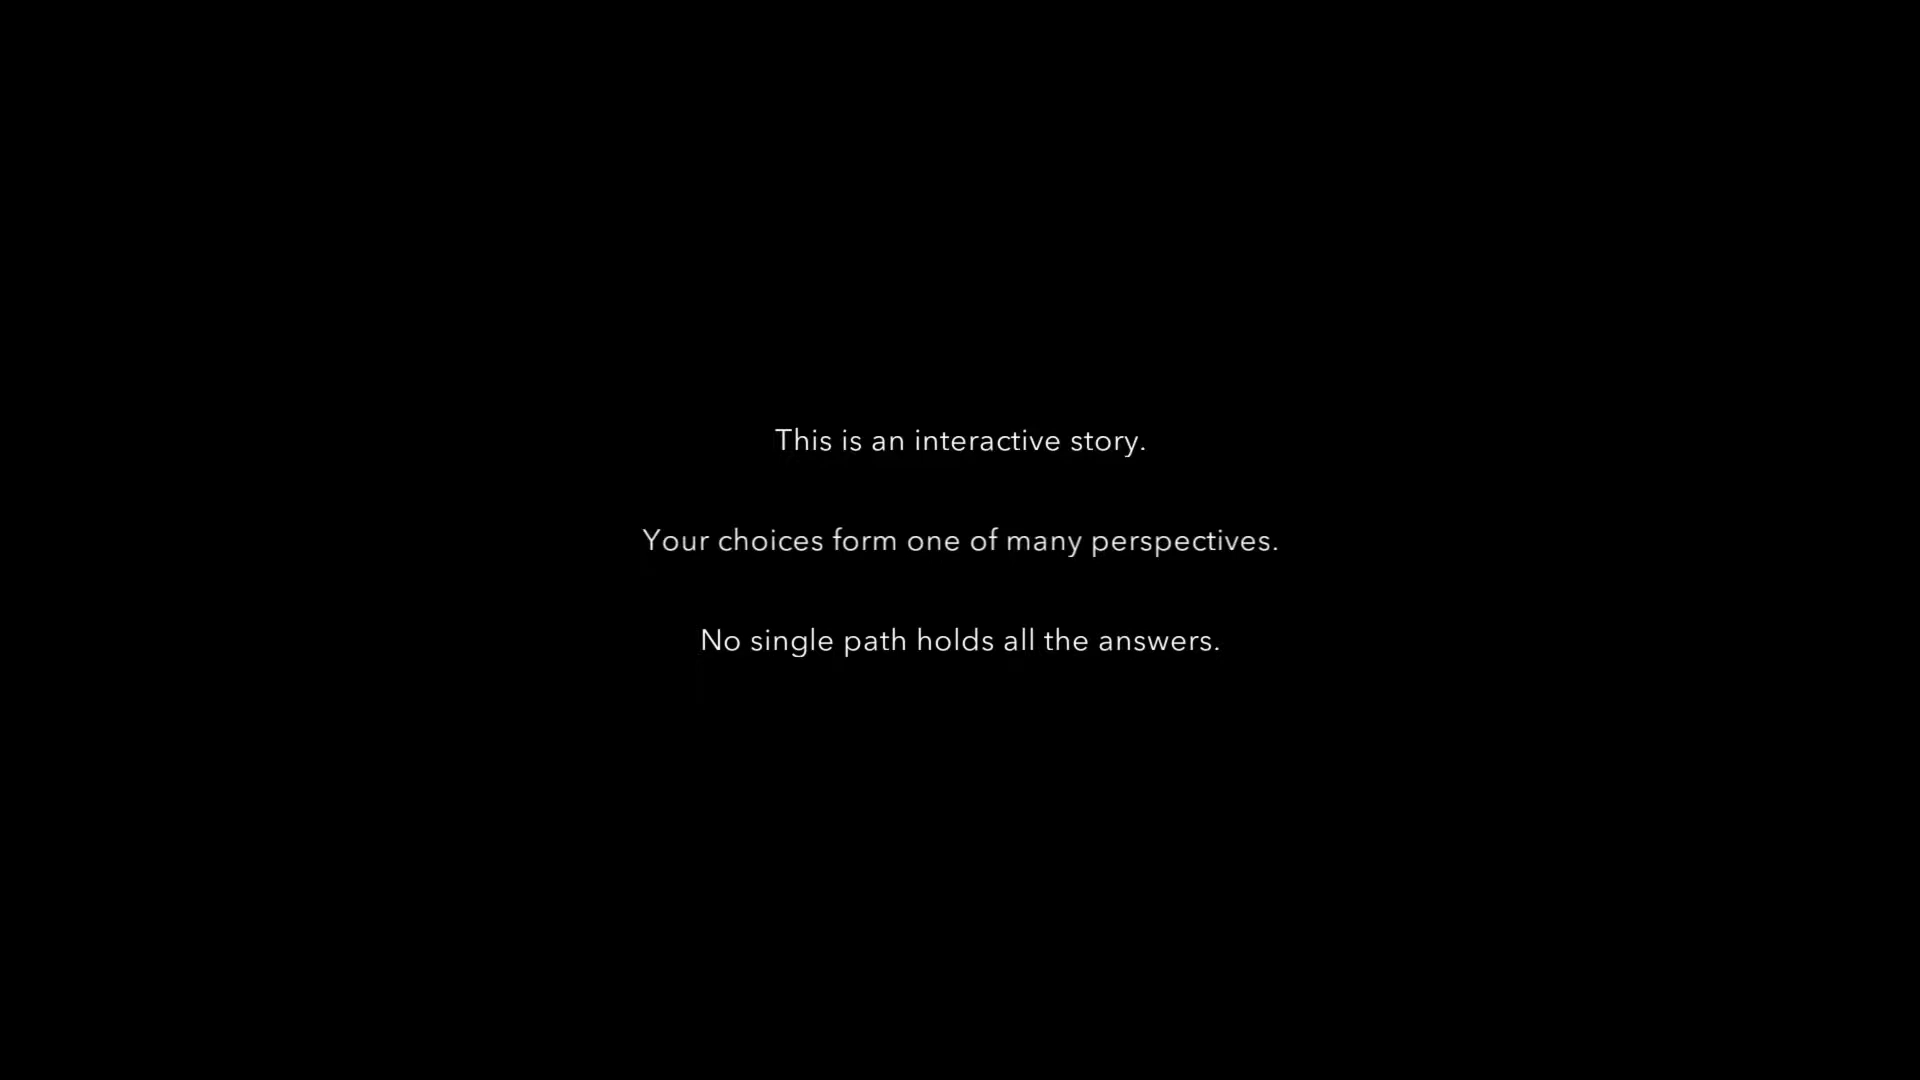 This is an interactive story.
Your choices form one of many perspectives.
No single path holds all the answers.